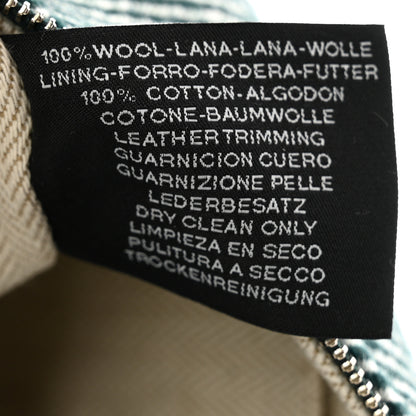 100% WOOL-LANA-LANA-WOLLE
LINING-FORRO-FODERA-FUTTER
100% COTTON-ALGODON
COTONE-BAUMWOLLE
LEATHER TRIMMING
GUARNICION CUERO
GUARNIZIONE PELLE
LEDERBESATZ
DRY CLEAN ONLY
LIMPIEZA EN SECO
PULITURA A SECCO
TROCKENREINIGUNG